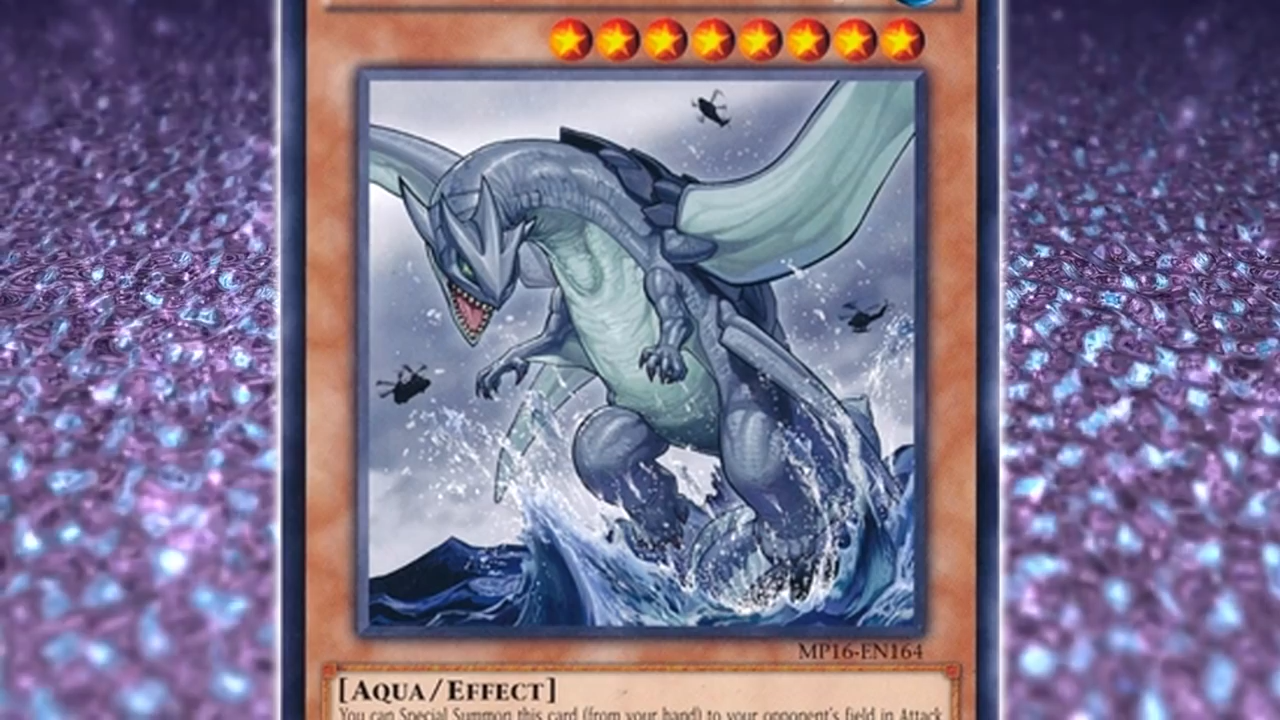 MP16-EN164
[AQUA/EFFECT]
You can Special Summon this card (from your hand) to your opponent's field in Attack